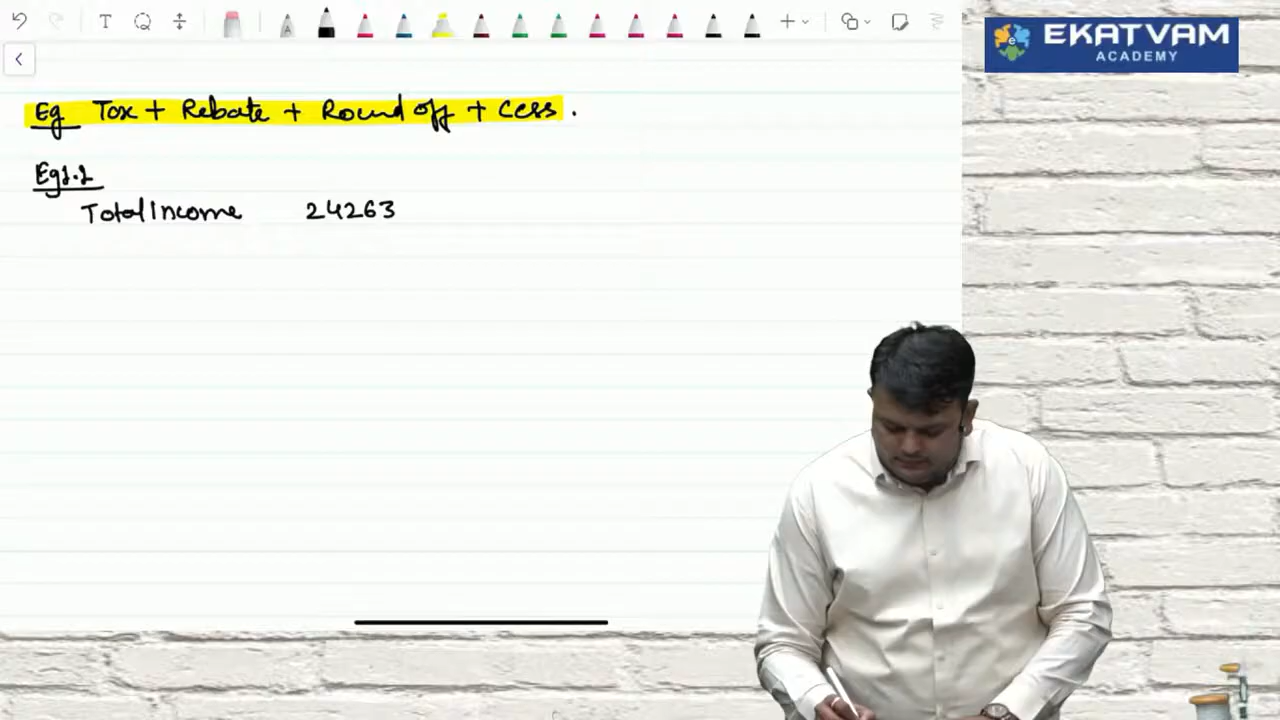 EKATVAM
ACADEMY
Eg Tax + Rebate + Round off + Cess.
Eg1.1
Total Income 24263